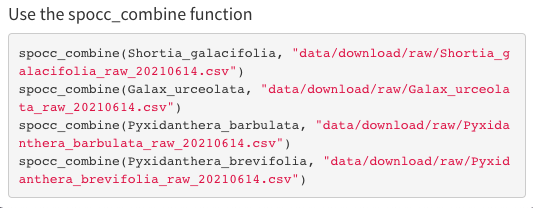 Use the spocc_combine function
spocc_combine(Shortia_galacifolia, "data/download/raw/Shortia_g
alacifolia_raw_20210614.csv")
spocc_combine(Galax_urceolata, "data/download/raw/Galax_urceola
ta_raw_20210614.csv")
spocc_combine(Pyxidanthera_barbulata, "data/download/raw/Pyxida
nthera_barbulata_raw_20210614.csv")
spocc_combine(Pyxidanthera_brevifolia, "data/download/raw/Pyxid
anthera_brevifolia_raw_20210614.csv")